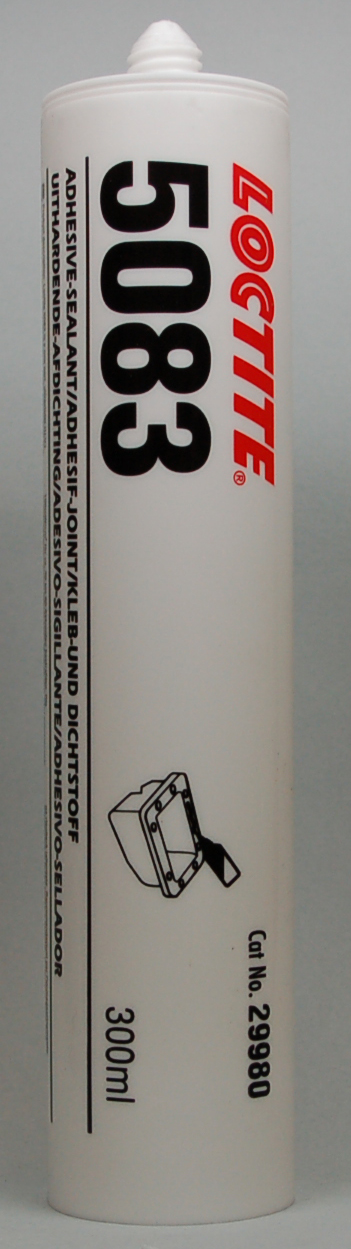 LOCTITE®
5083
ADHESIVE-SEALANT/ADHESIF-JOINT/KLEB-UND DICHTSTOFF
UITHARDENDE-AFDICHTING/ADESIVO-SIGILLANTE/ADHESIVO-SELLADOR
Cat No. 29980
300ml